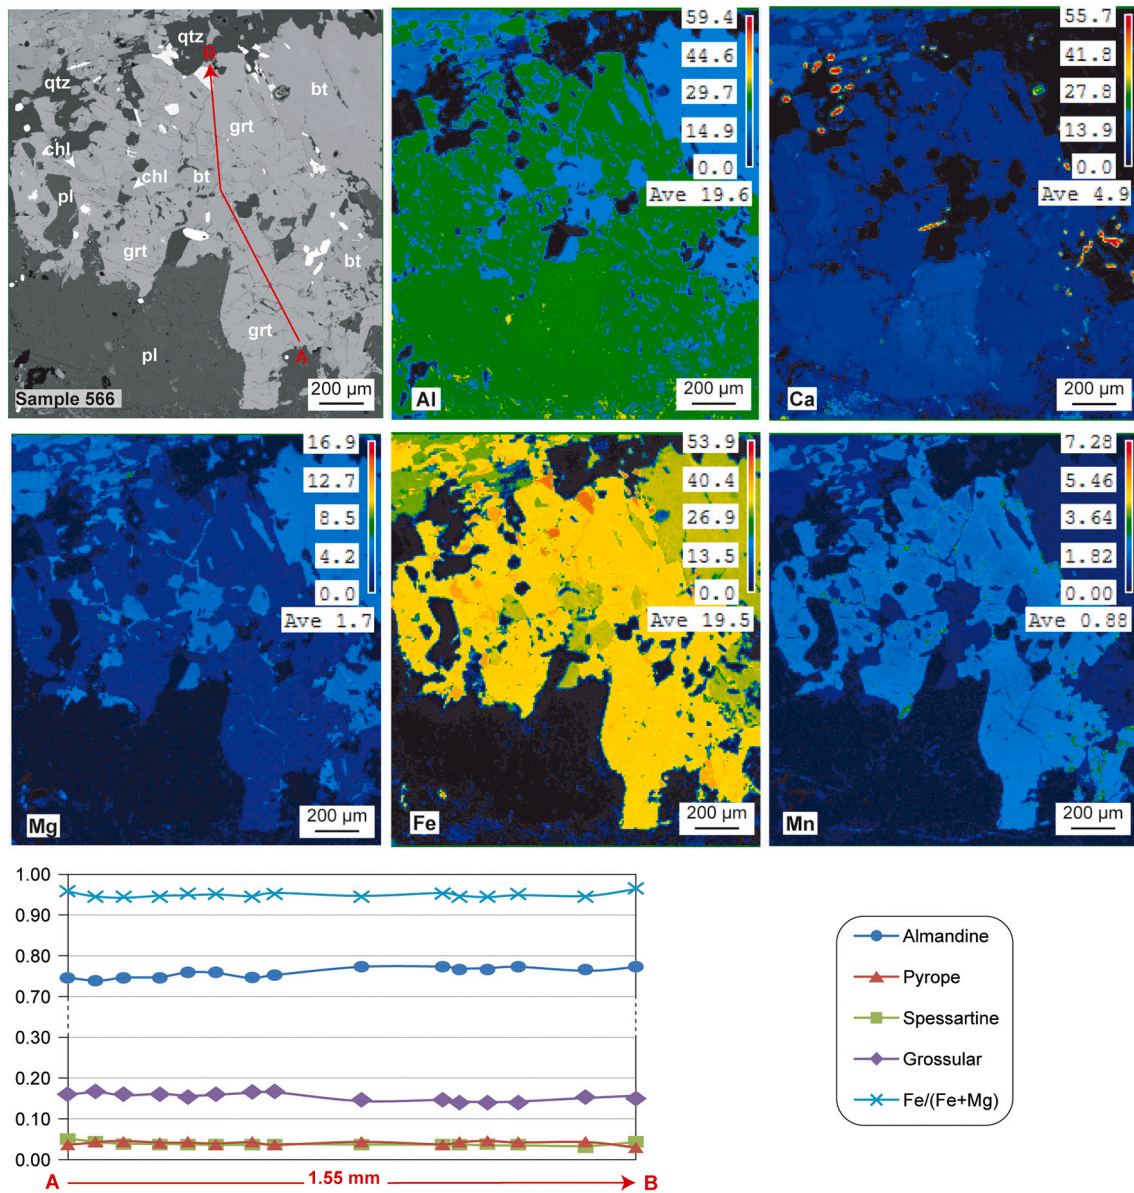 qtz
B
qtz
bt
grt
chl
chl
bt
pl
grt
bt
grt
A
pl
Sample 566
200 µm
59.4
44.6
29.7
14.9
0.0
Ave 19.6
Al
200 µm
55.7
41.8
27.8
13.9
0.0
Ave 4.9
Ca
200 µm
16.9
12.7
8.5
4.2
0.0
Ave 1.7
Mg
200 µm
53.9
40.4
26.9
13.5
0.0
Ave 19.5
Fe
200 µm
7.28
5.46
3.64
1.82
0.00
Ave 0.88
Mn
200 µm
1.00
0.90
0.80
0.70
0.30
0.20
0.10
0.00
A 1.55 mm B
Almandine
Pyrope
Spessartine
Grossular
Fe/(Fe+Mg)